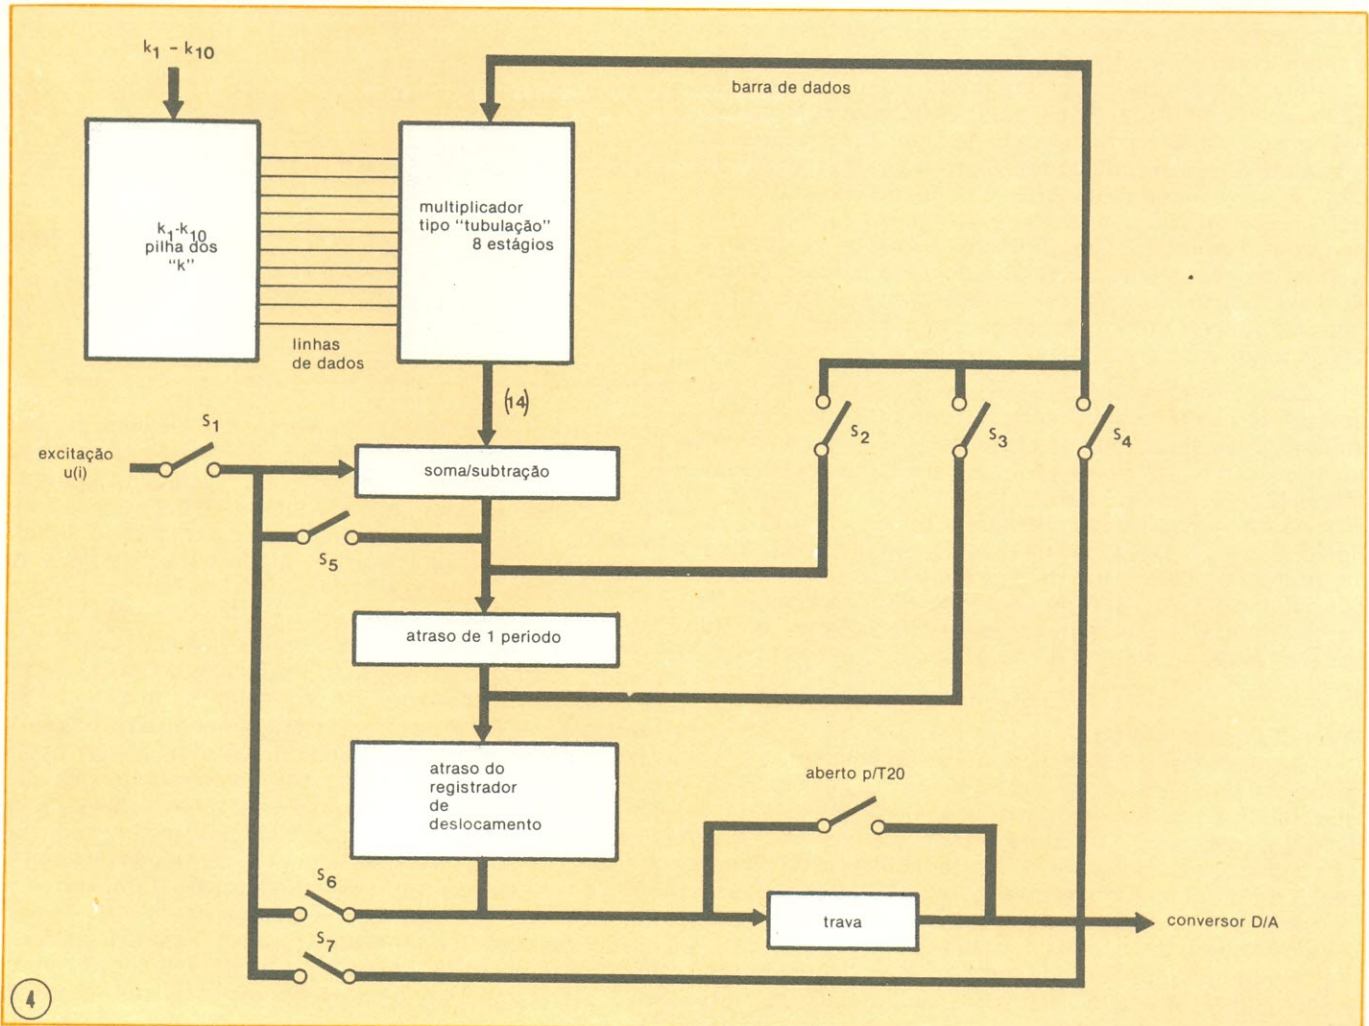 k1 - k10
barra de dados
k1-k10
pilha dos
"k"
multiplicador
tipo "tubulação"
8 estágios
linhas
de dados
(14)
S1
S2
S3
S4
excitação
u(i)
soma/subtração
S5
atraso de 1 periodo
atraso do
registrador
de
deslocamento
aberto p/T20
S6
trava
conversor D/A
S7
4